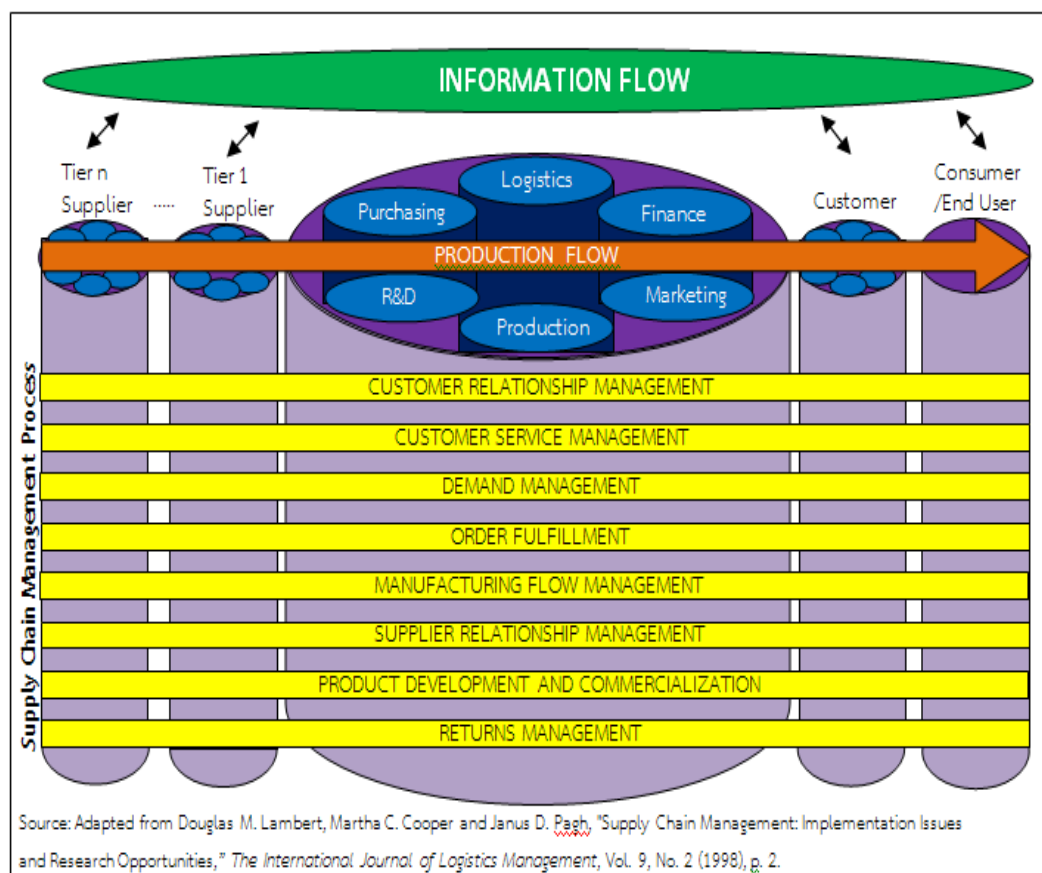 INFORMATION FLOW
Tier n
Supplier
.....
Tier 1
Supplier
Customer
Consumer
/End User
Logistics
Purchasing
Finance
PRODUCTION FLOW
R&D
Marketing
Production
Supply Chain Management Process
CUSTOMER RELATIONSHIP MANAGEMENT
CUSTOMER SERVICE MANAGEMENT
DEMAND MANAGEMENT
ORDER FULFILLMENT
MANUFACTURING FLOW MANAGEMENT
SUPPLIER RELATIONSHIP MANAGEMENT
PRODUCT DEVELOPMENT AND COMMERCIALIZATION
RETURNS MANAGEMENT
Source: Adapted from Douglas M. Lambert, Martha C. Cooper and Janus D. Pagh, "Supply Chain Management: Implementation Issues
and Research Opportunities,” The International Journal of Logistics Management, Vol. 9, No. 2 (1998), p. 2.